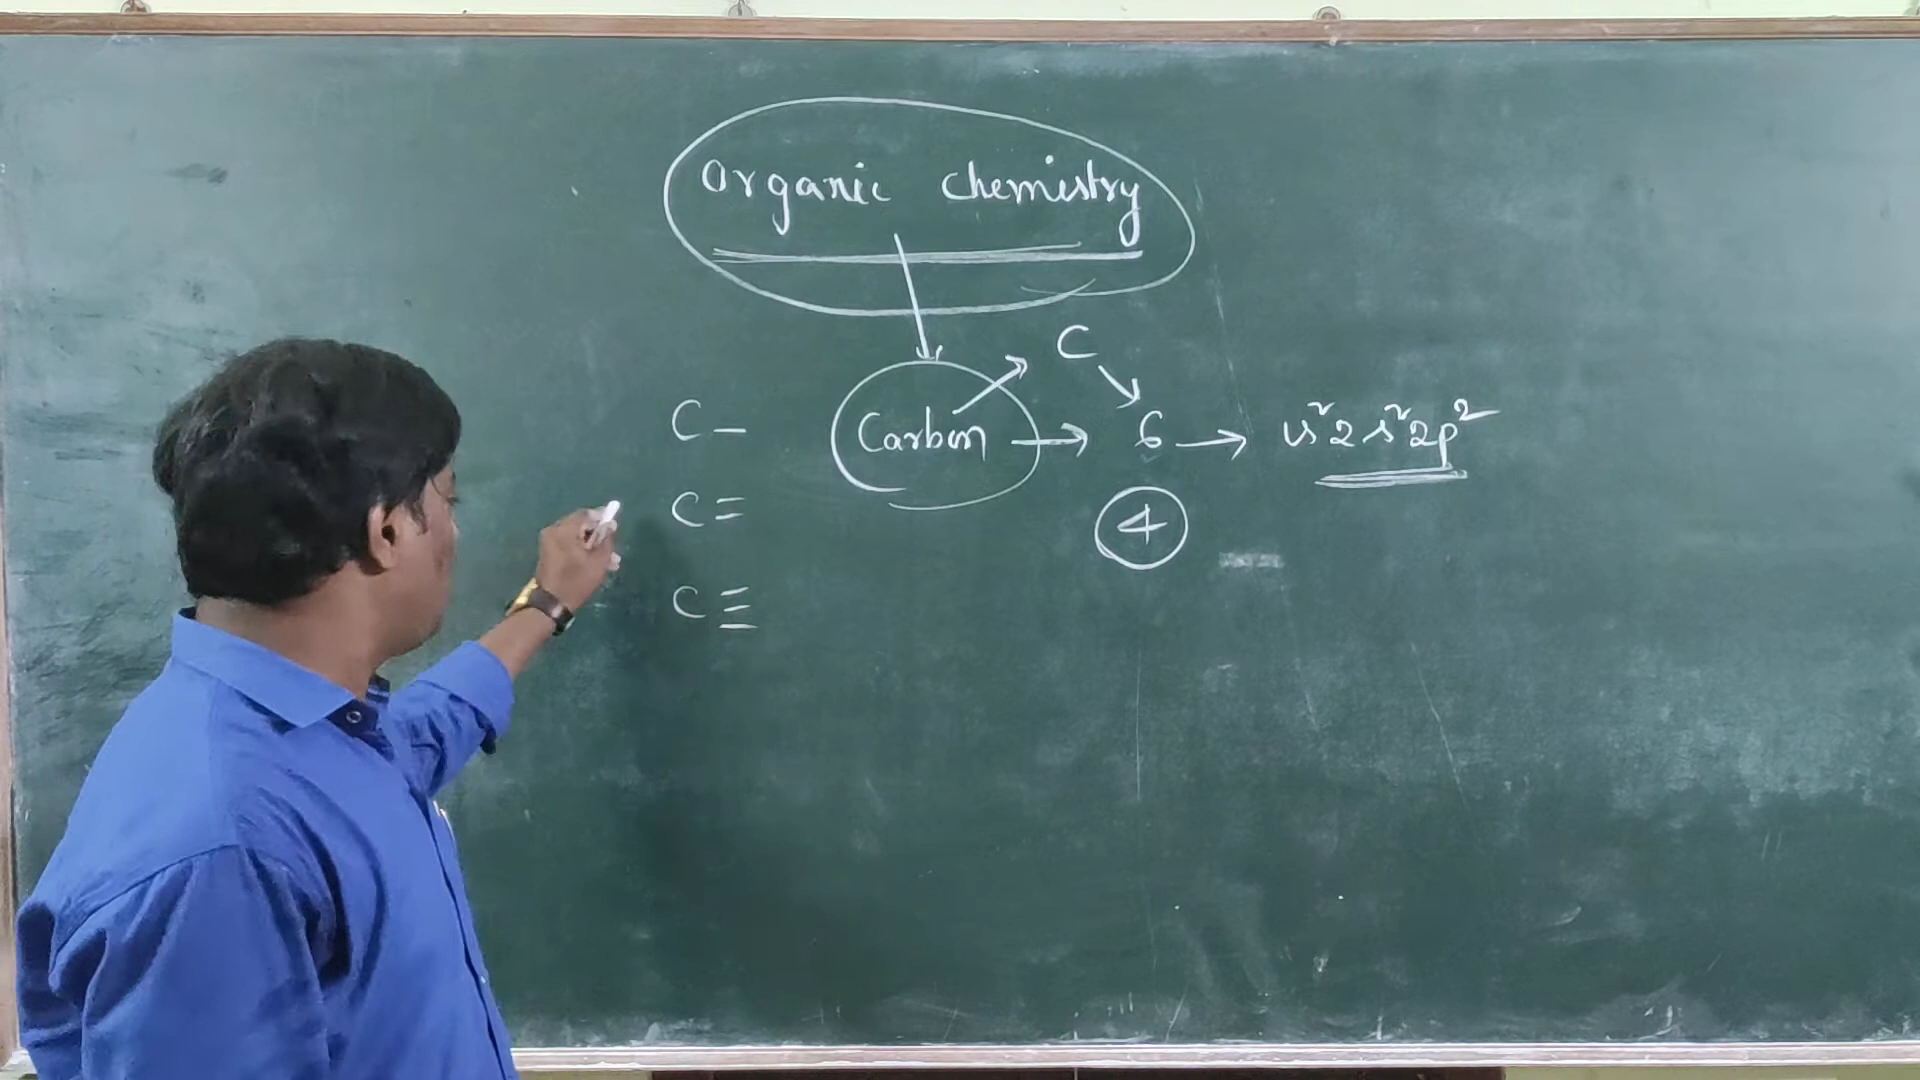 Organic chemistry
C
Carbon → 6 → 1s²2s²2p²
4
C–
C=
C≡